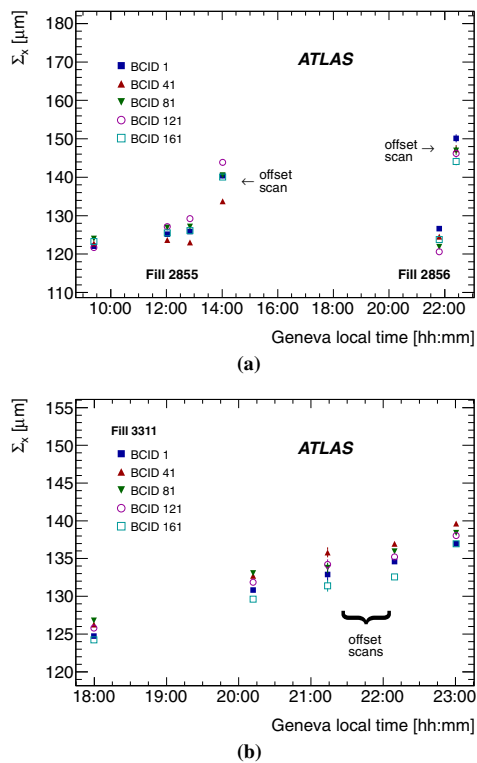 Σx [μm]
180
170
160
150
140
130
120
110
ATLAS
BCID 1
BCID 41
BCID 81
BCID 121
BCID 161
← offset
scan
offset →
scan
Fill 2855
Fill 2856
10:00 12:00 14:00 16:00 18:00 20:00 22:00
Geneva local time [hh:mm]
(a)
Σx [μm]
155
150
145
140
135
130
125
120
Fill 3311
ATLAS
BCID 1
BCID 41
BCID 81
BCID 121
BCID 161
offset
scans
18:00 19:00 20:00 21:00 22:00 23:00
Geneva local time [hh:mm]
(b)